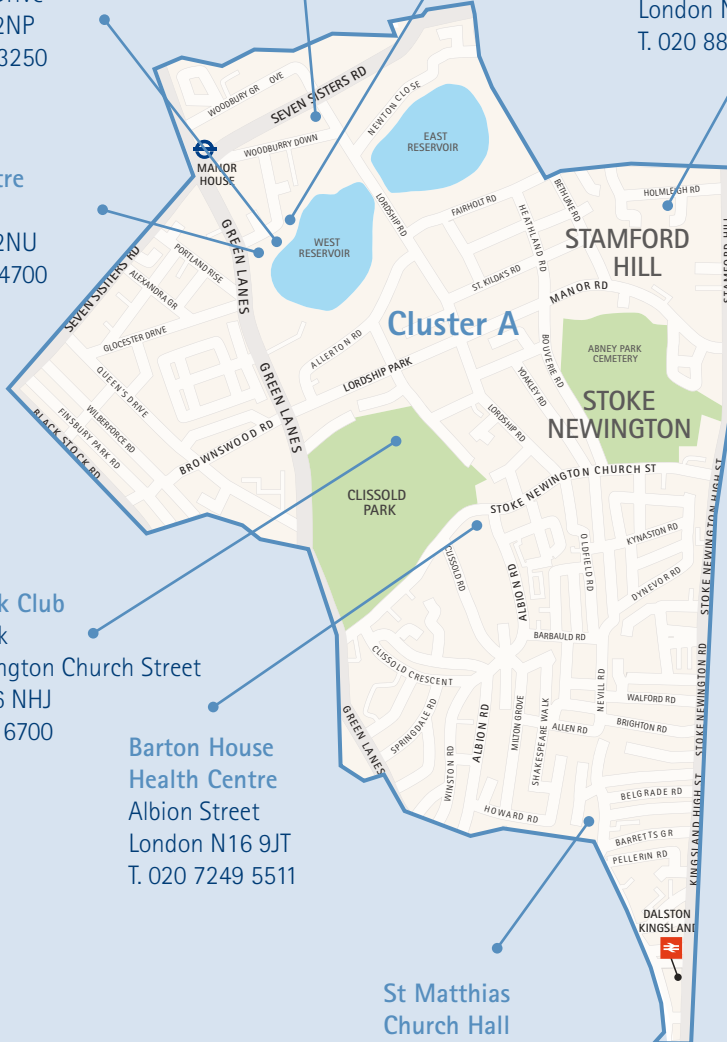 2NP
3250
London N
T. 020 88
tre
2NU
4700
WOODBURY GR OVE
SEVEN SISTERS RD
NEWTON CLOSE
WOODBURRY DOWN
MANOR
HOUSE
EAST
RESERVOIR
WEST
RESERVOIR
LORDSHIP RD
FAIRHOLT RD
BETHUNE RD
HOLMLEIGH RD
STAMFORD HILL
HEATHLAND RD
STAMFORD
HILL
GREEN LANES
PORTLAND RISE
ALEXANDRA GR
SEVEN SISTERS RD
ST. KILDA'S RD
MANOR RD
Cluster A
GLOCESTER DRIVE
ALLERTON RD
BOUVERIE RD
ABNEY PARK
CEMETERY
QUEEN'S DRIVE
GREEN LANES
LORDSHIP PARK
YOAKLEY RD
STOKE
NEWINGTON
WILBERFORCE RD
FINSBURY PARK RD
BLACK STOCK RD
BROWNSWOOD RD
LORDSHIP RD
STOKE NEWINGTON CHURCH ST
CLISSOLD
PARK
STOKE NEWINGTON HIGH ST
KYNASTON RD
OLDFIELD RD
CLISSOLD RD
ALBION RD
DYNEVOR RD
k Club
k
ngton Church Street
6 NHJ
6700
BARBAULD RD
CLISSOLD CRESCENT
NEVILL RD
STOKE NEWINGTON RD
WALFORD RD
BRIGHTON RD
GREEN LANES
SPRINGDALE RD
ALBION RD
MILTON GROVE
SHAKESPEARE WALK
ALLEN RD
WINSTON RD
BELGRADE RD
HOWARD RD
BARRETTS GR
PELLERIN RD
KINGSLAND HIGH ST
Barton House
Health Centre
Albion Street
London N16 9JT
T. 020 7249 5511
DALSTON
KINGSLAND
St Matthias
Church Hall